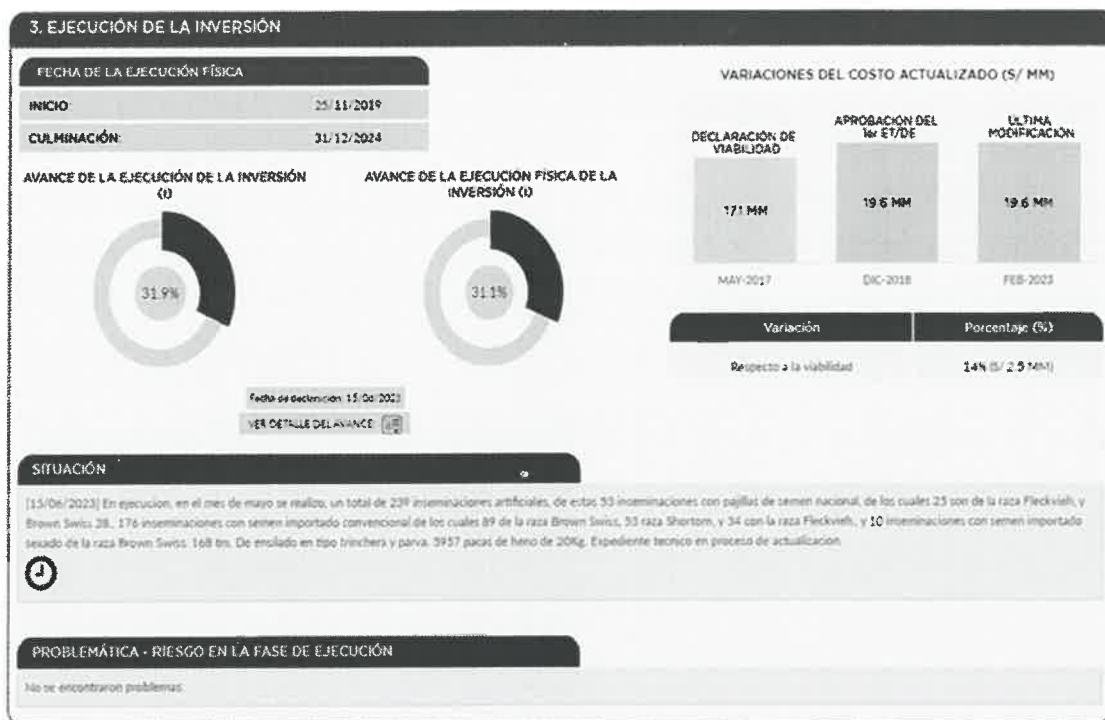 3. EJECUCIÓN DE LA INVERSIÓN
FECHA DE LA EJECUCIÓN FÍSICA
INICIO: 25/11/2019
CULMINACIÓN: 31/12/2024
AVANCE DE LA EJECUCIÓN DE LA INVERSIÓN
(I)
31.9%
AVANCE DE LA EJECUCIÓN FÍSICA DE LA
INVERSIÓN (I)
31.1%
Fecha de declaración: 15/06/2023
VER DETALLE DEL AVANCE:
VARIACIONES DEL COSTO ACTUALIZADO (S/ MM)
DECLARACIÓN DE
VIABILIDAD
17.1 MM
MAY-2017
APROBACIÓN DEL
1er ET/DE
19.6 MM
DIC-2018
ÚLTIMA
MODIFICACIÓN
19.6 MM
FEB-2023
Variación Porcentaje (%)
Respecto a la viabilidad 14% (S/ 2.5 MM)
SITUACIÓN
[15/06/2023] En ejecucion, en el mes de mayo se realizo, un total de 239 inseminaciones artificiales, de estas 53 inseminaciones con pajillas de semen nacional, de los cuales 25 son de la raza Fleckvieh, y
Brown Swiss 28., 176 inseminaciones con semen importado convencional de los cuales 89 de la raza Brown Swiss, 53 raza Shortorn, y 34 con la raza Fleckvieh., y 10 inseminaciones con semen importado
sexado de la raza Brown Swiss. 168 tm. De ensilado en tipo trinchera y parva. 5957 pacas de heno de 20Kg. Expediente tecnico en proceso de actualizacion
PROBLEMÁTICA - RIESGO EN LA FASE DE EJECUCIÓN
No se encontraron problemas.